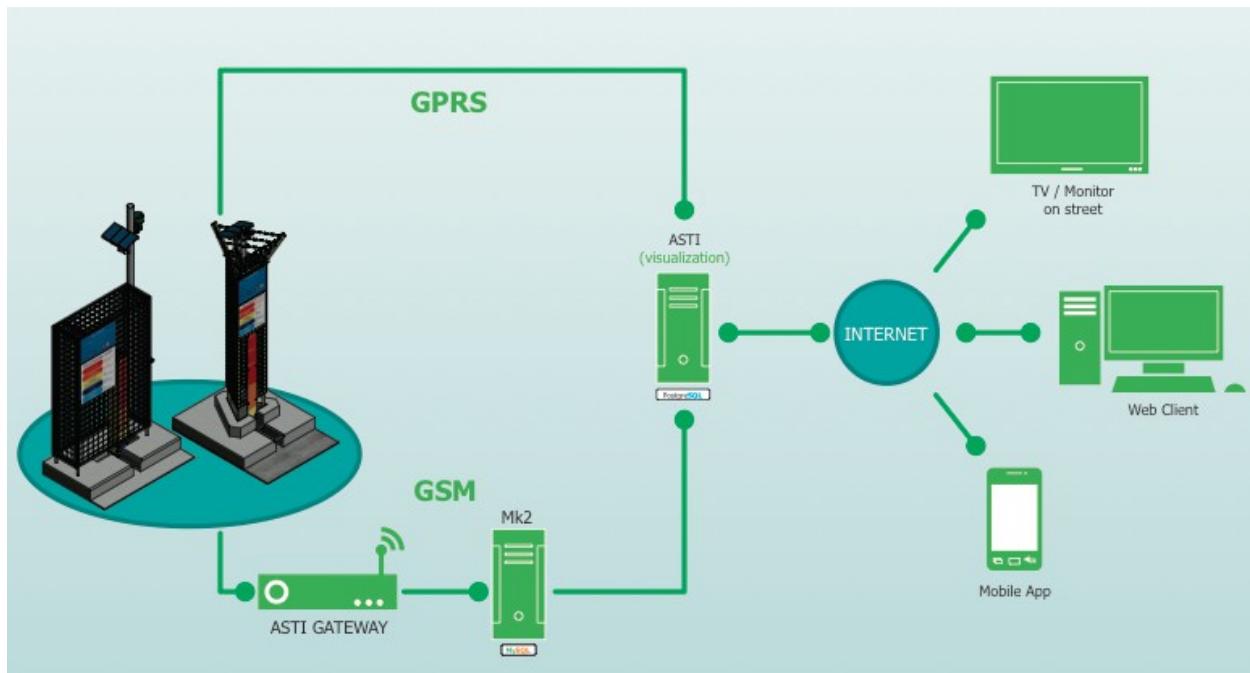 GPRS
TV / Monitor
on street
ASTI
(visualization)
INTERNET
PostgreSQL
Web Client
GSM
Mk2
Mobile App
ASTI GATEWAY
MySQL